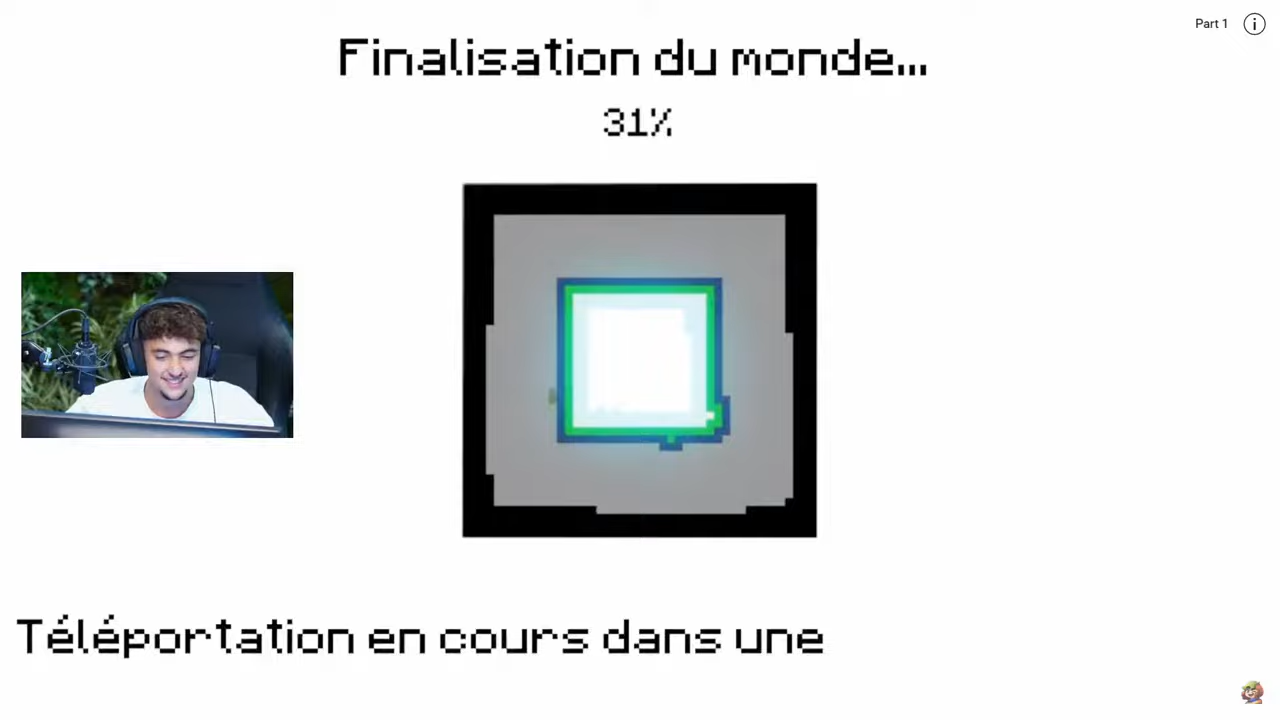 Part 1
Finalisation du monde...
31%
Téléportation en cours dans une